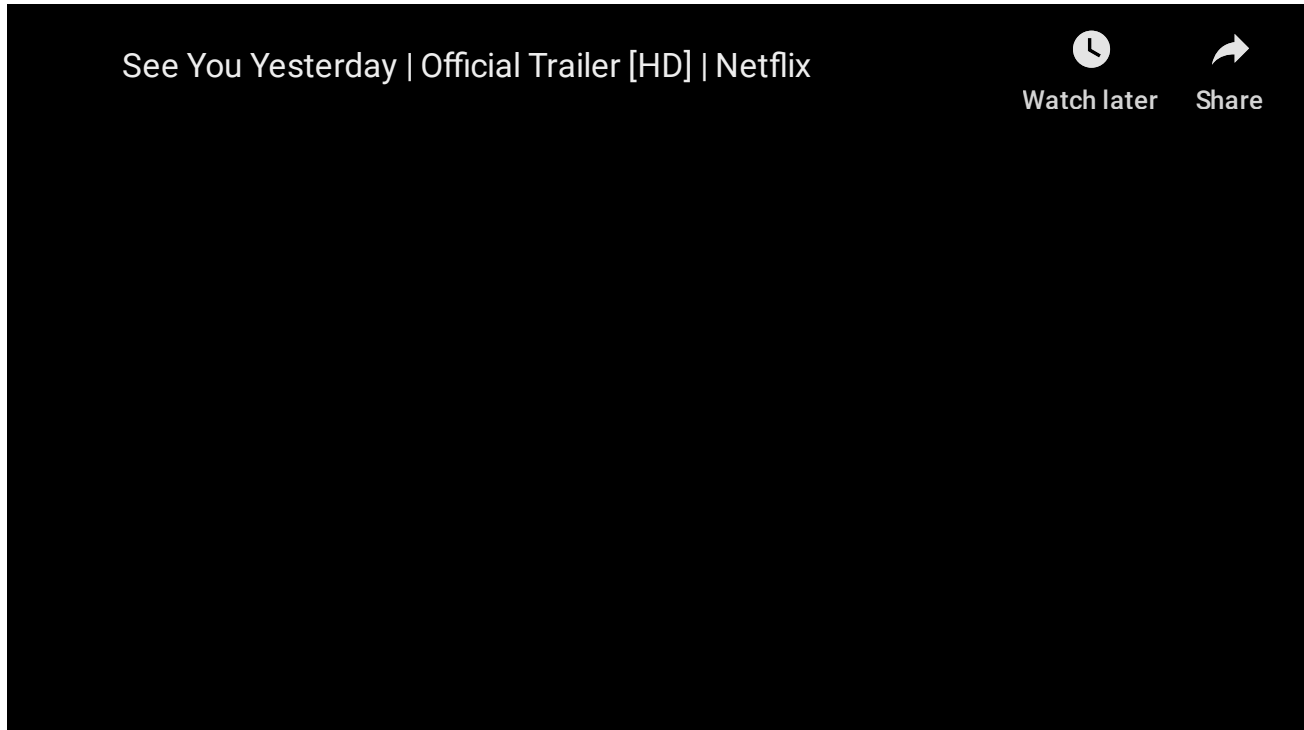 See You Yesterday | Official Trailer [HD] | Netflix
Watch later
Share